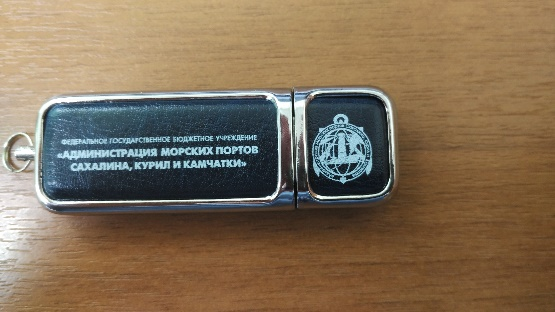 ФЕДЕРАЛЬНОЕ ГОСУДАРСТВЕННОЕ БЮДЖЕТНОЕ УЧРЕЖДЕНИЕ
«АДМИНИСТРАЦИЯ МОРСКИХ ПОРТОВ
САХАЛИНА, КУРИЛ И КАМЧАТКИ»